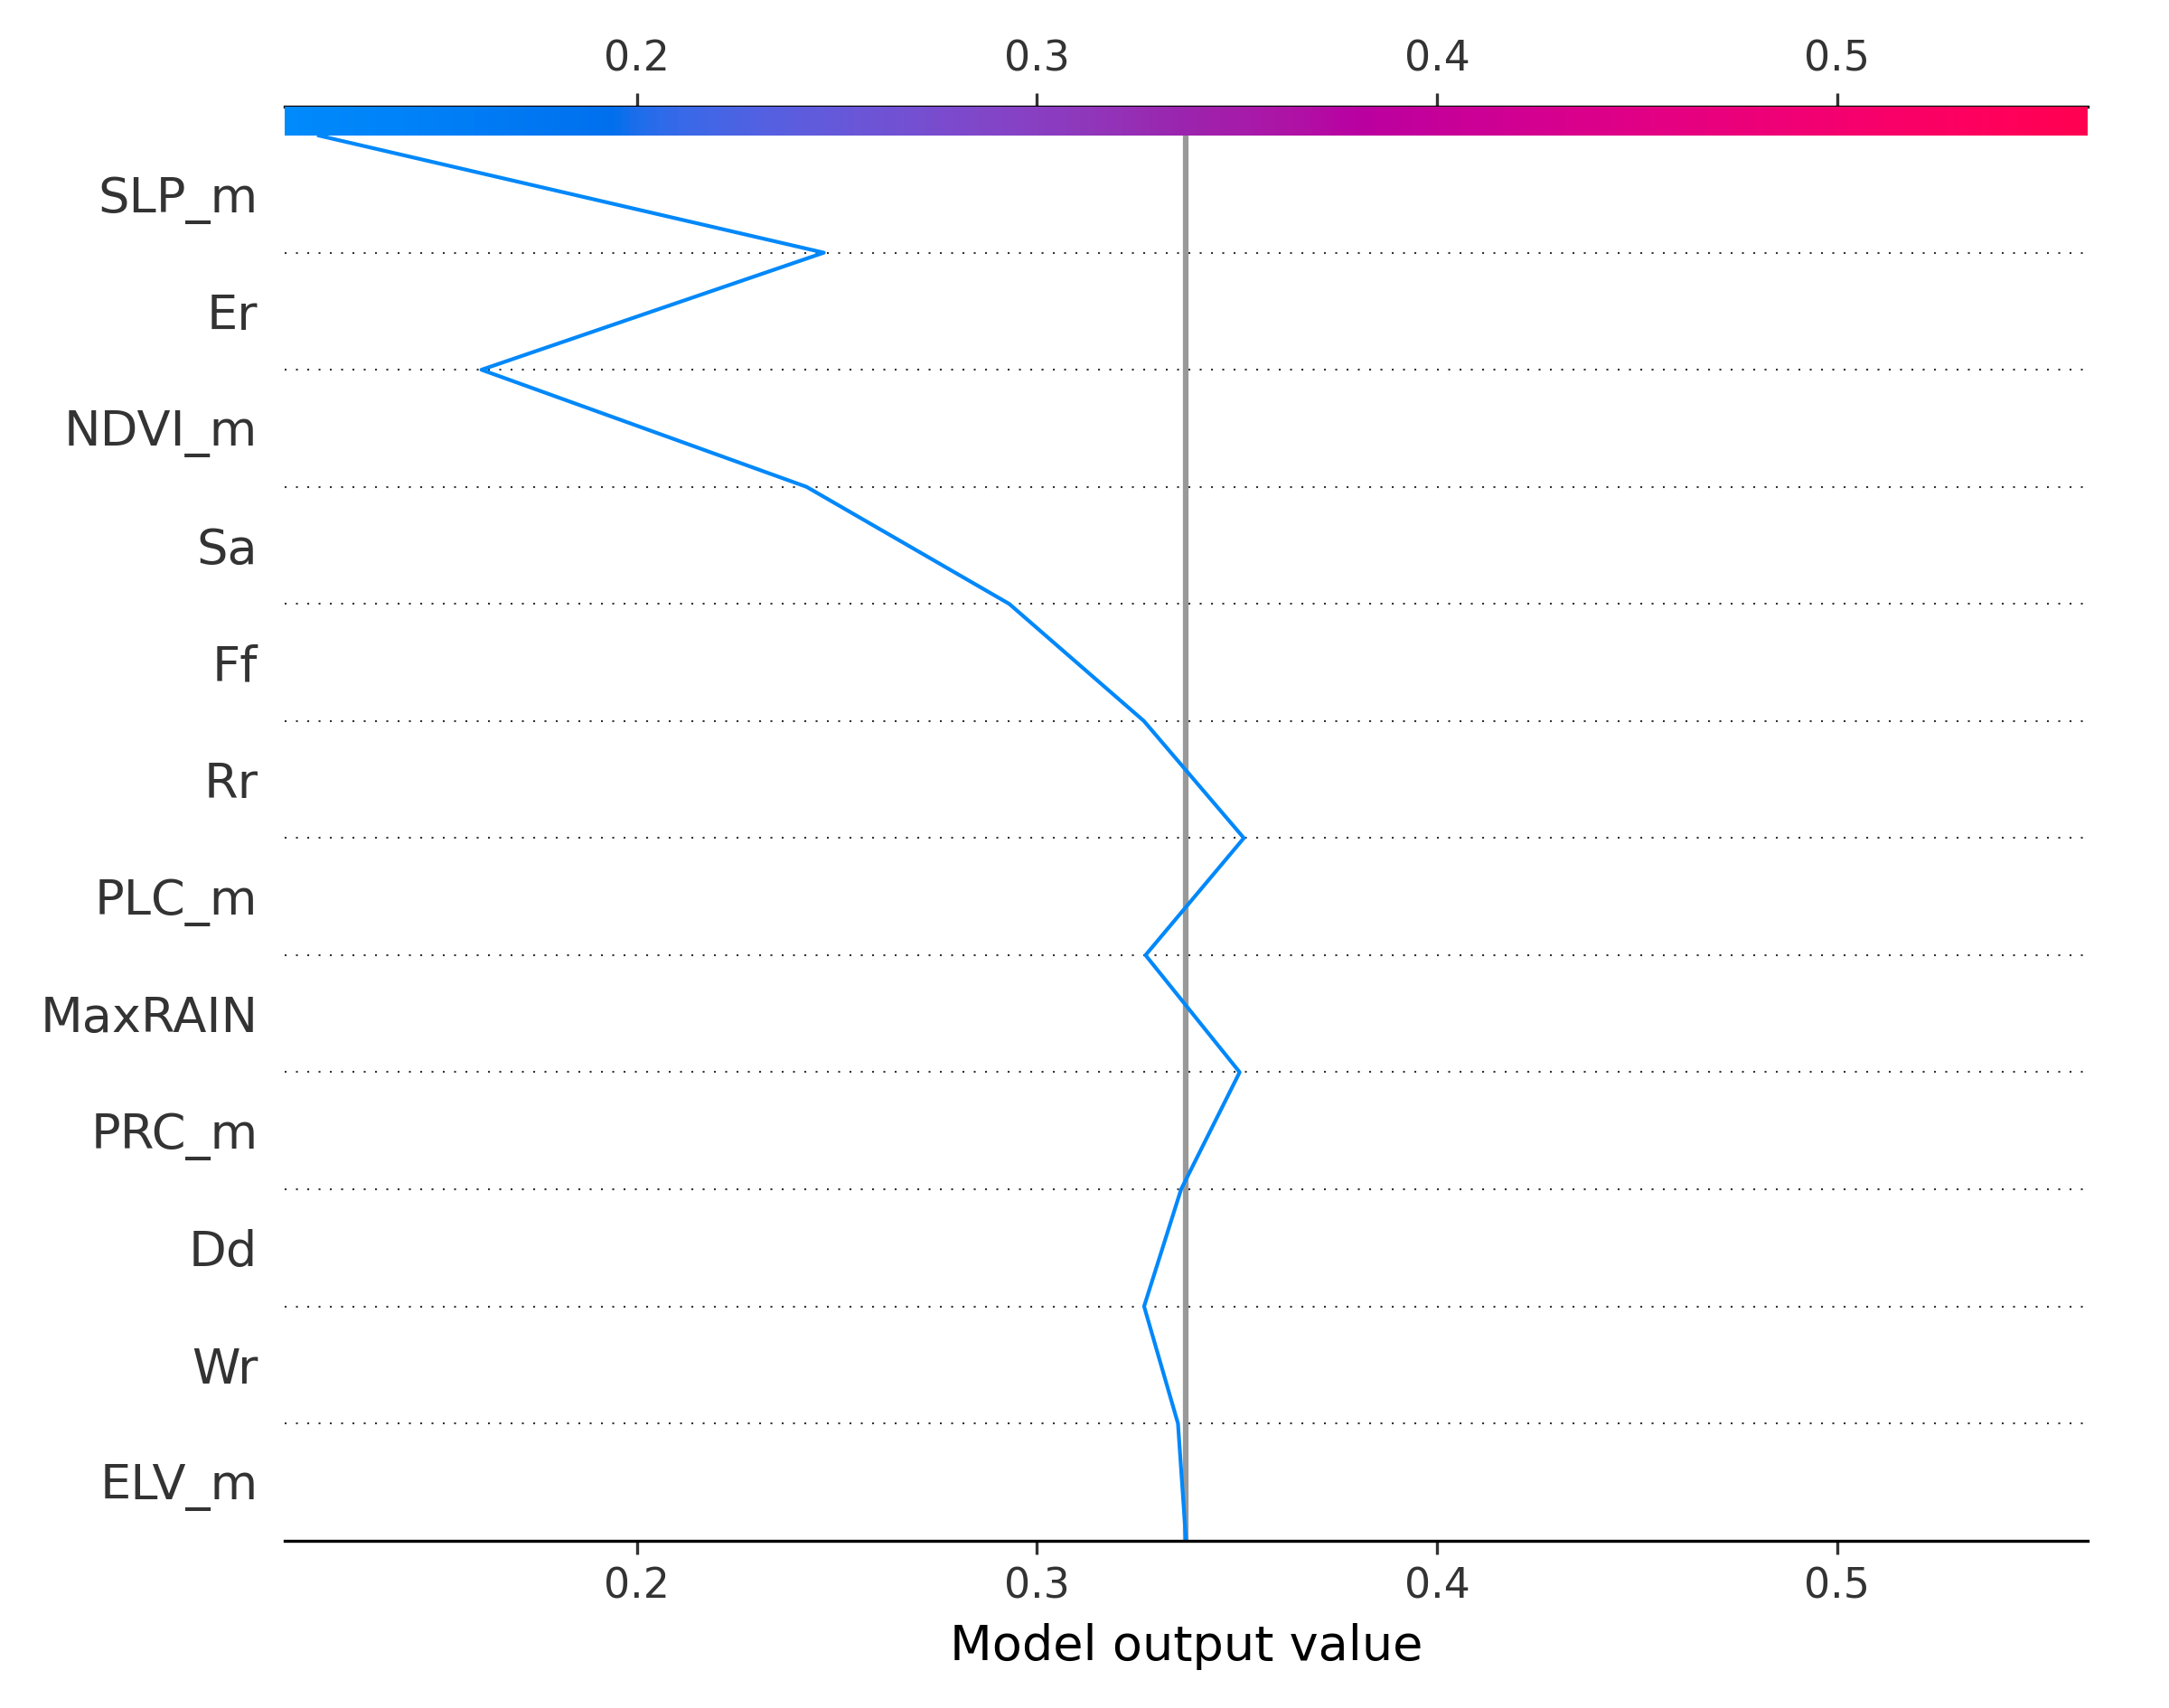 0.2 0.3 0.4 0.5
SLP_m
Er
NDVI_m
Sa
Ff
Rr
PLC_m
MaxRAIN
PRC_m
Dd
Wr
ELV_m
0.2 0.3 0.4 0.5
Model output value